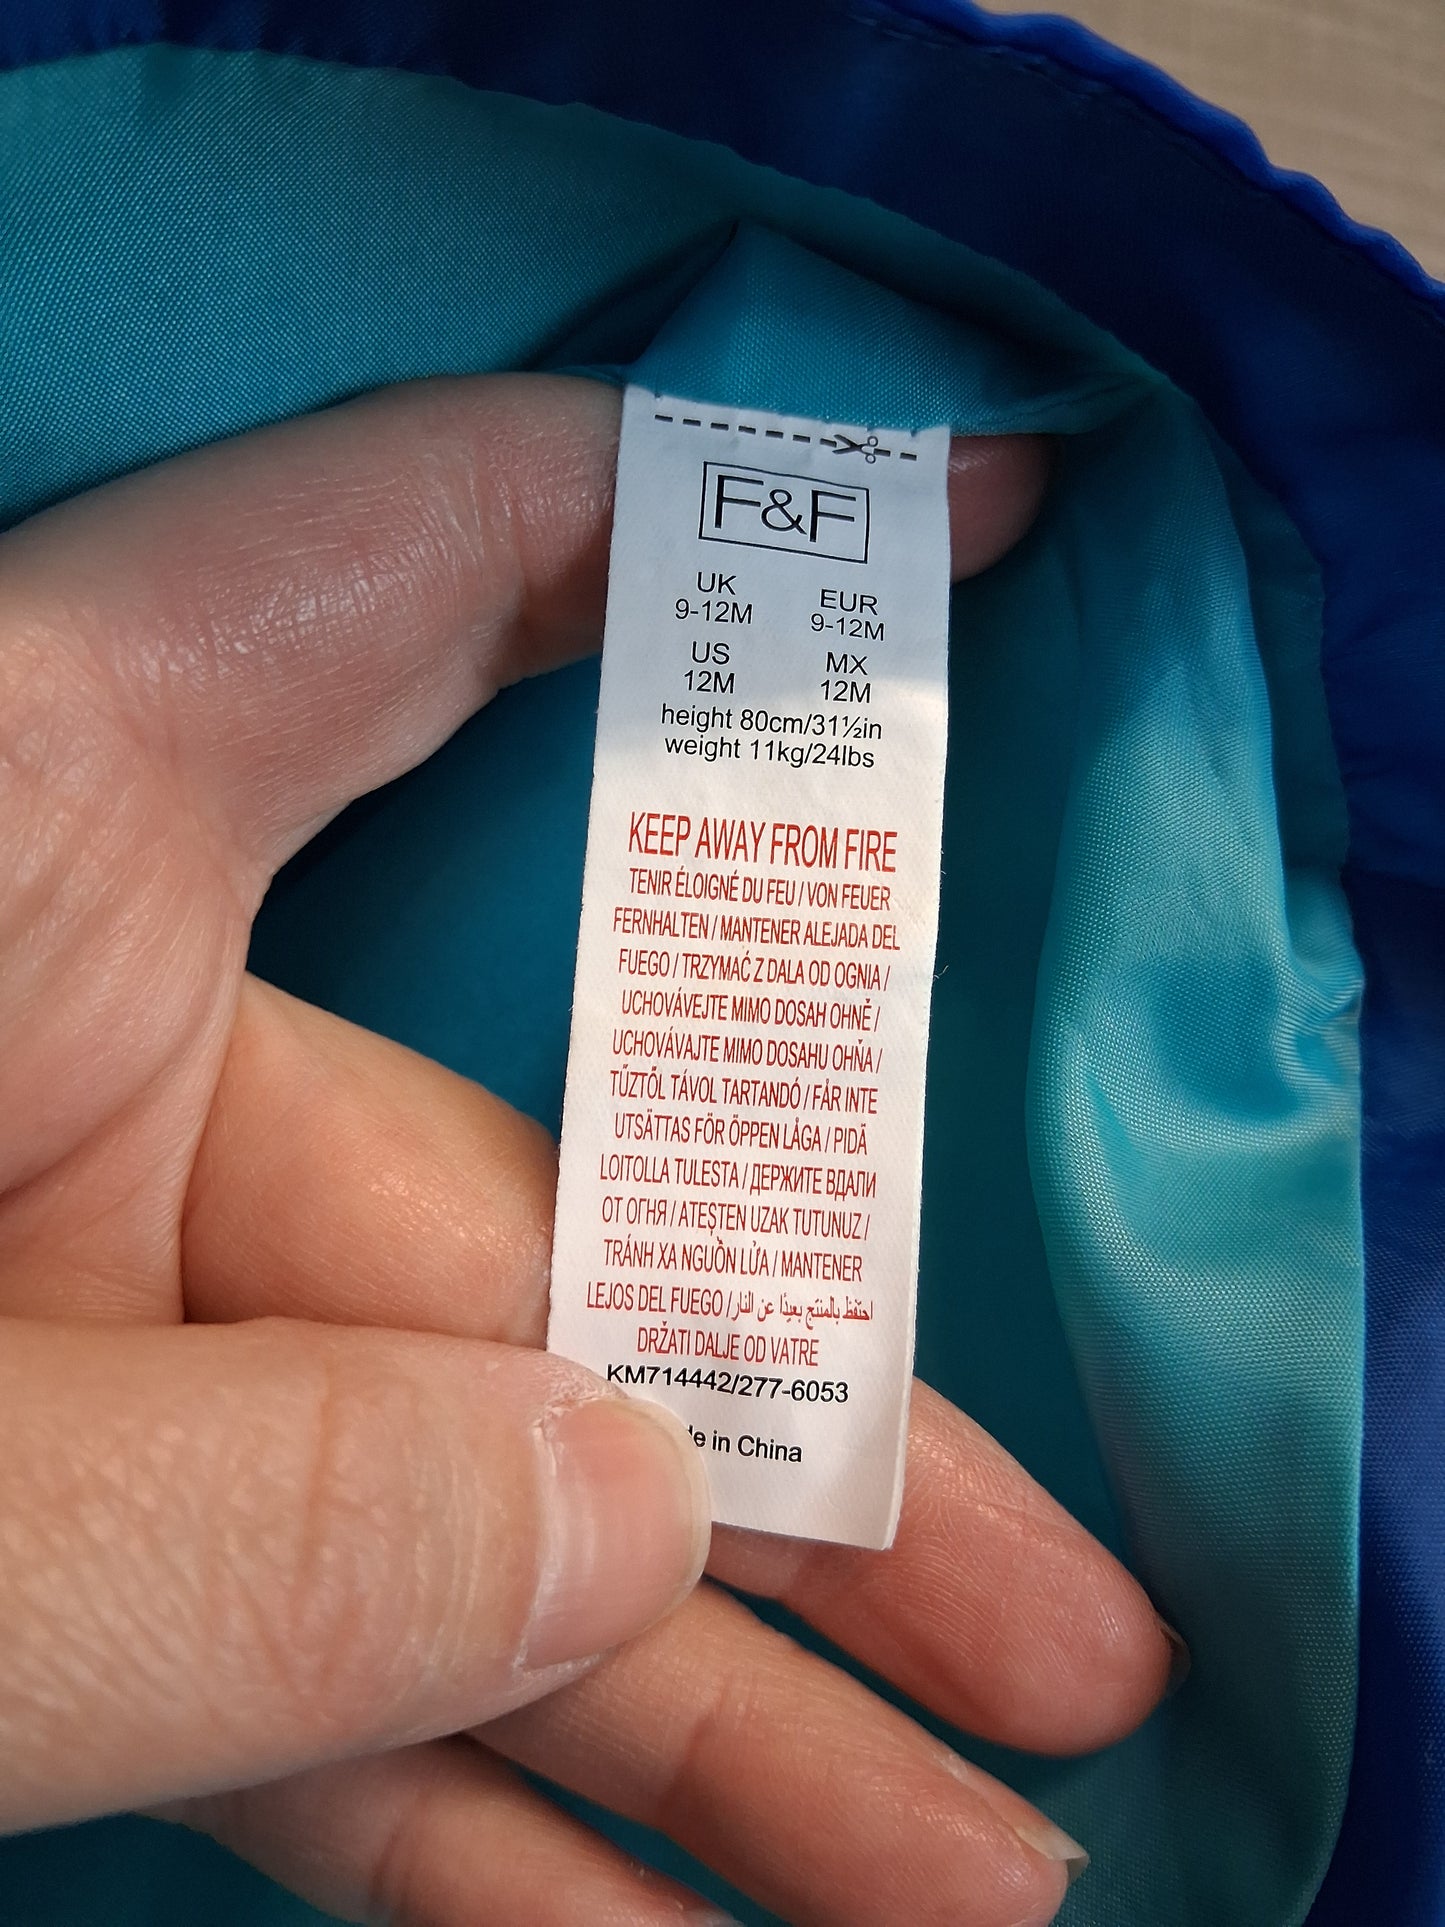 F&F
UK EUR
9-12M 9-12M
US MX
12M 12M
height 80cm/31½in
weight 11kg/24lbs
KEEP AWAY FROM FIRE
TENIR ÉLOIGNÉ DU FEU / VON FEUER
FERNHALTEN / MANTENER ALEJADA DEL
FUEGO / TRZYMAĆ Z DALA OD OGNIA /
UCHOVÁVEJTE MIMO DOSAH OHNĚ /
UCHOVÁVAJTE MIMO DOSAHU OHŇA /
TŰZTŐL TÁVOL TARTANDÓ / FÅR INTE
UTSÄTTAS FÖR ÖPPEN LÅGA / PIDÄ
LOITOLLA TULESTA / ДЕРЖИТЕ ВДАЛИ
ОТ ОГНЯ / ATEŞTEN UZAK TUTUNUZ /
TRÁNH XA NGUỒN LỬA / MANTENER
LEJOS DEL FUEGO / احتفظ بالمنتج بعيدًا عن النار
DRŽATI DALJE OD VATRE
KM714442/277-6053
in China